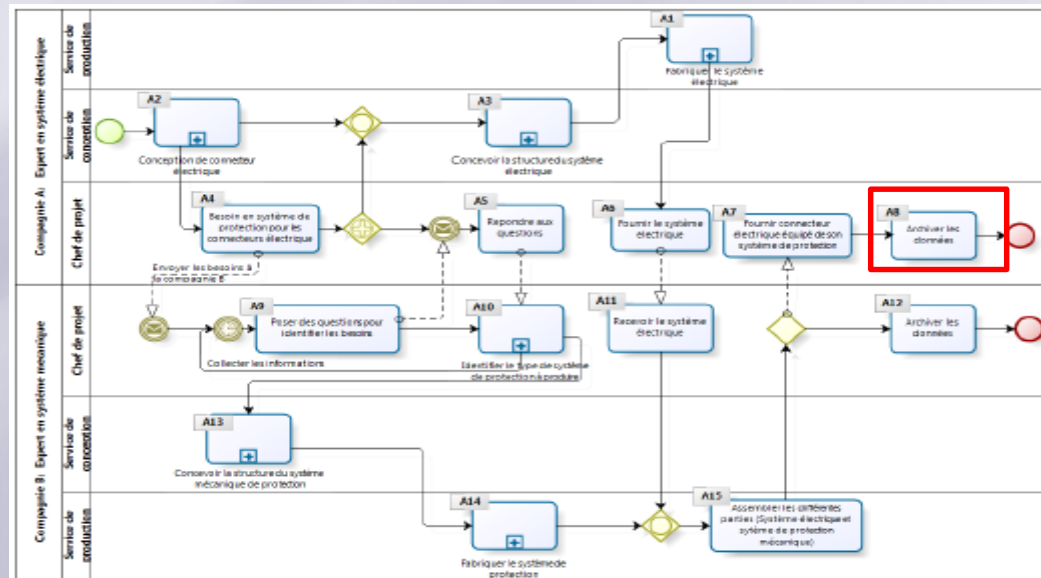 Compagnie A: Expert en système électrique
Service de
production
A1
Fabriquer le système
électrique
Service de
conception
A2
Conception de connecteur
électrique
A3
Concevoir la structure du système
électrique
Chef de projet
A4
Besoin en système de
protection pour les
connecteurs électrique
A5
Repondre aux
questions
A6
Fournir le système
électrique
A7
Fournir connecteur
électrique équipé de son
système de protection
A8
Archiver les
données
Envoyer les besoins à
la compagnie B
Compagnie B: Expert en système mécanique
Chef de projet
A9
Poser des questions pour
identifier les besoins
Collecter les informations
A10
Identifier le type de système
de protection à produire
A11
Recevoir le système
électrique
A12
Archiver les
données
Service de
conception
A13
Concevoir la structure du système
mécanique de protection
Service de
production
A14
Fabriquer le système de
protection
A15
Assembler les différentes
parties (Système électrique et
sytème de protection
mécanique)